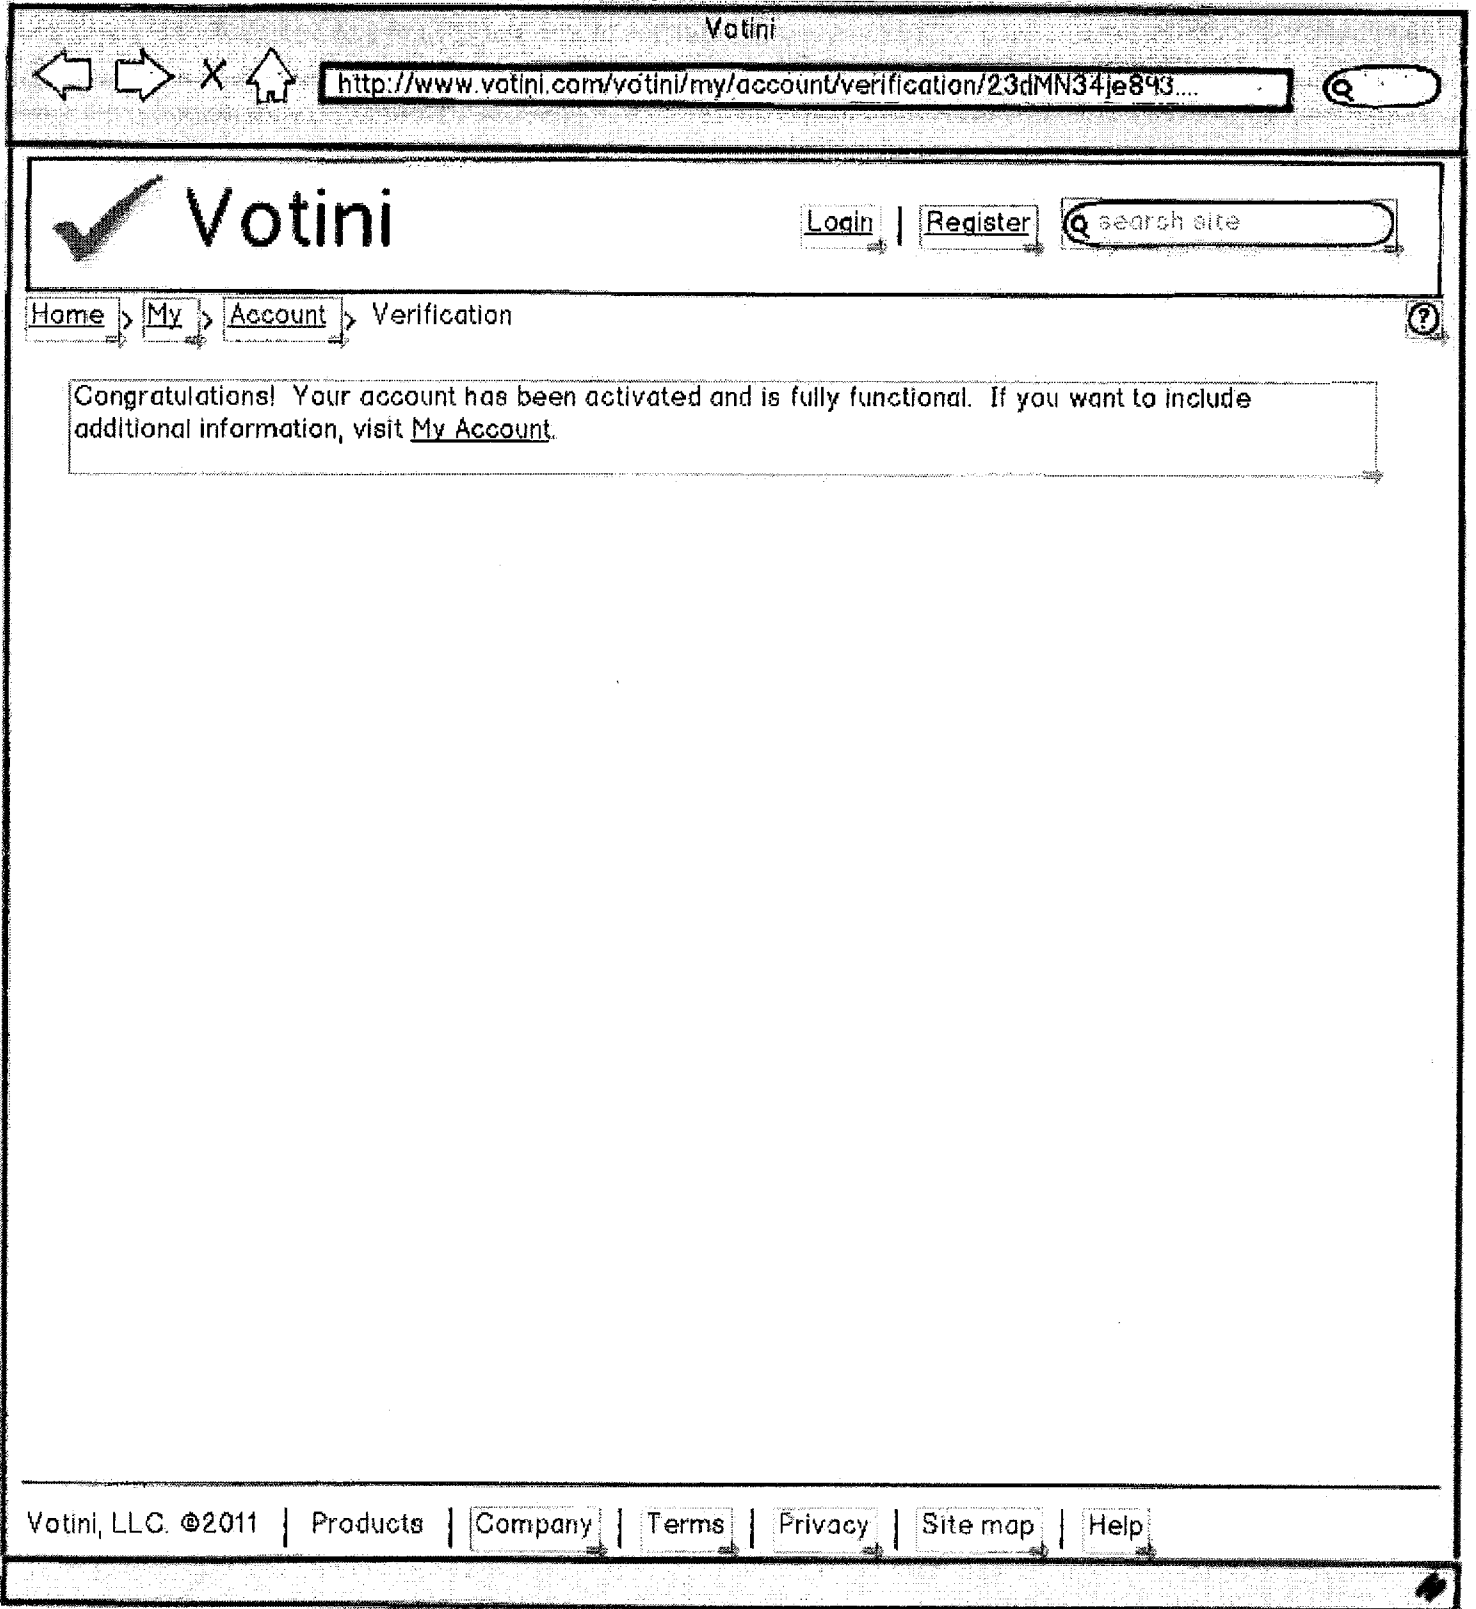 Votini
http://www.votini.com/votini/my/account/verification/23dMN34je893....
Votini
Login | Register search site
Home > My > Account > Verification ?
Congratulations! Your account has been activated and is fully functional. If you want to include
additional information, visit My Account.
Votini, LLC. ©2011 | Products | Company | Terms | Privacy | Site map | Help